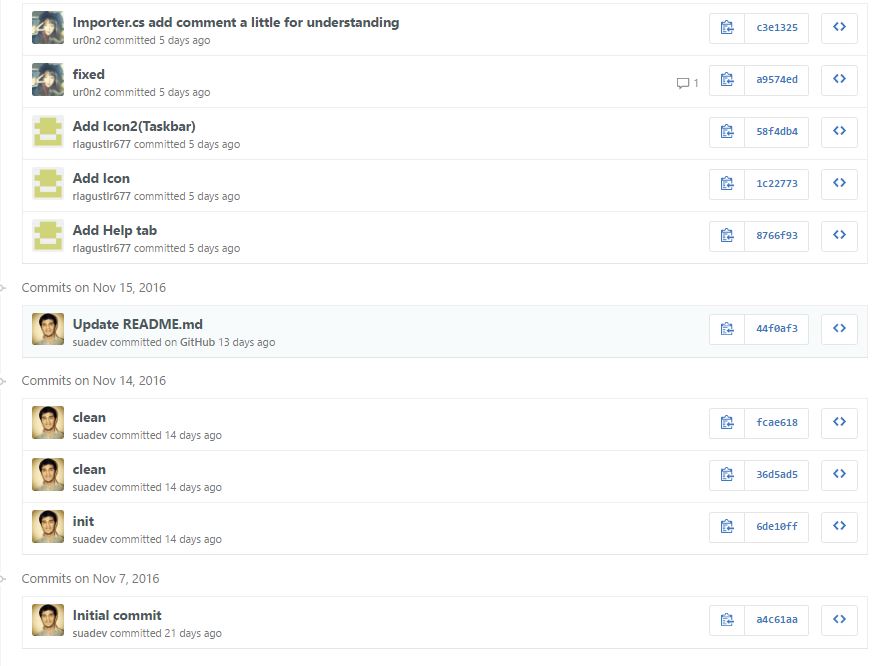 Importer.cs add comment a little for understanding
ur0n2 committed 5 days ago
c3e1325
fixed
ur0n2 committed 5 days ago
1
a9574ed
Add Icon2(Taskbar)
rlagustlr677 committed 5 days ago
58f4db4
Add Icon
rlagustlr677 committed 5 days ago
1c22773
Add Help tab
rlagustlr677 committed 5 days ago
8766f93
Commits on Nov 15, 2016
Update README.md
suadev committed on GitHub 13 days ago
44f0af3
Commits on Nov 14, 2016
clean
suadev committed 14 days ago
fcae618
clean
suadev committed 14 days ago
36d5ad5
init
suadev committed 14 days ago
6de10ff
Commits on Nov 7, 2016
Initial commit
suadev committed 21 days ago
a4c61aa